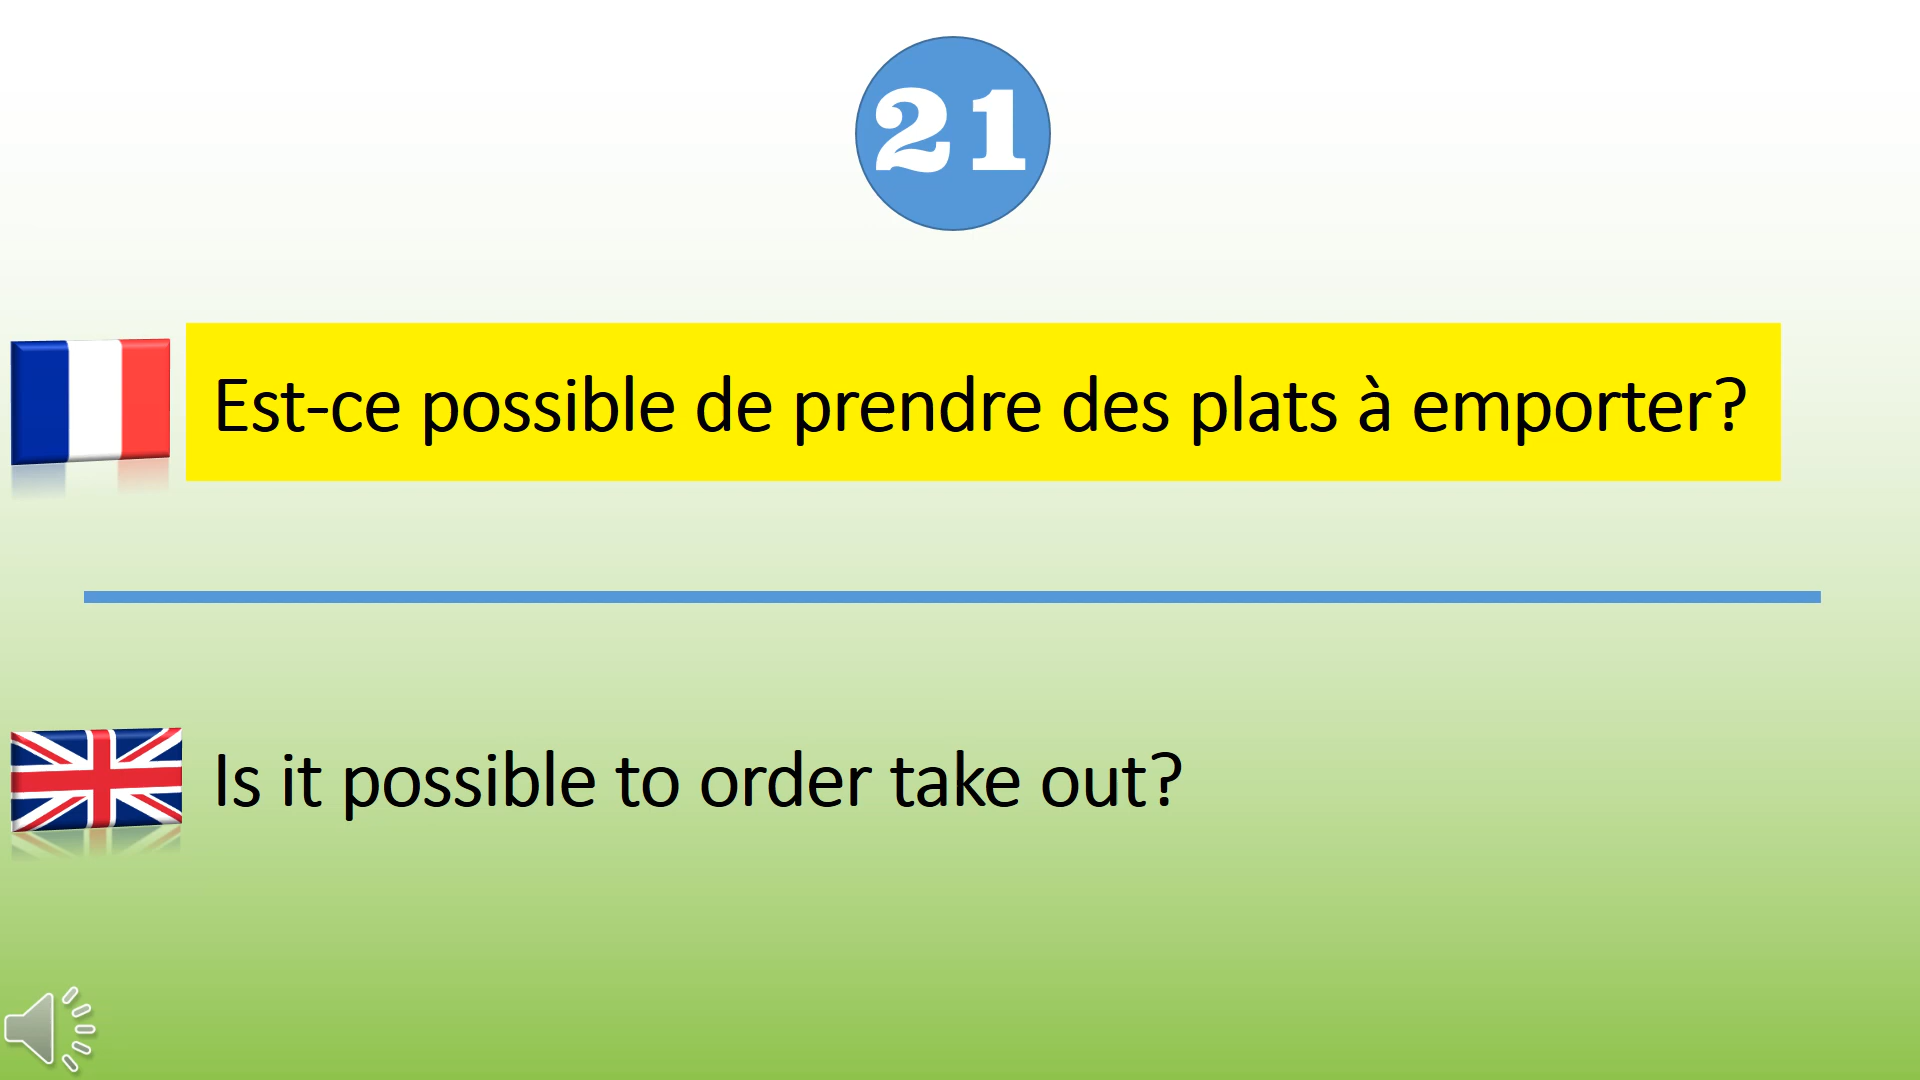 21
Est-ce possible de prendre des plats à emporter?
Is it possible to order take out?